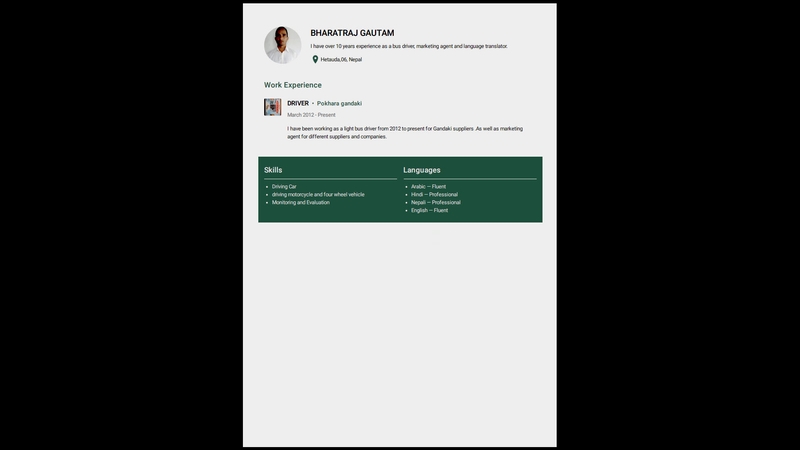 BHARATRAJ GAUTAM
I have over 10 years experience as a bus driver, marketing agent and language translator.
Hetauda,06, Nepal
Work Experience
DRIVER • Pokhara gandaki
March 2012 - Present
I have been working as a light bus driver from 2012 to present for Gandaki suppliers .As well as marketing
agent for different suppliers and companies.
Skills
• Driving Car
• driving motorcycle and four wheel vehicle
• Monitoring and Evaluation
Languages
• Arabic — Fluent
• Hindi — Professional
• Nepali — Professional
• English — Fluent